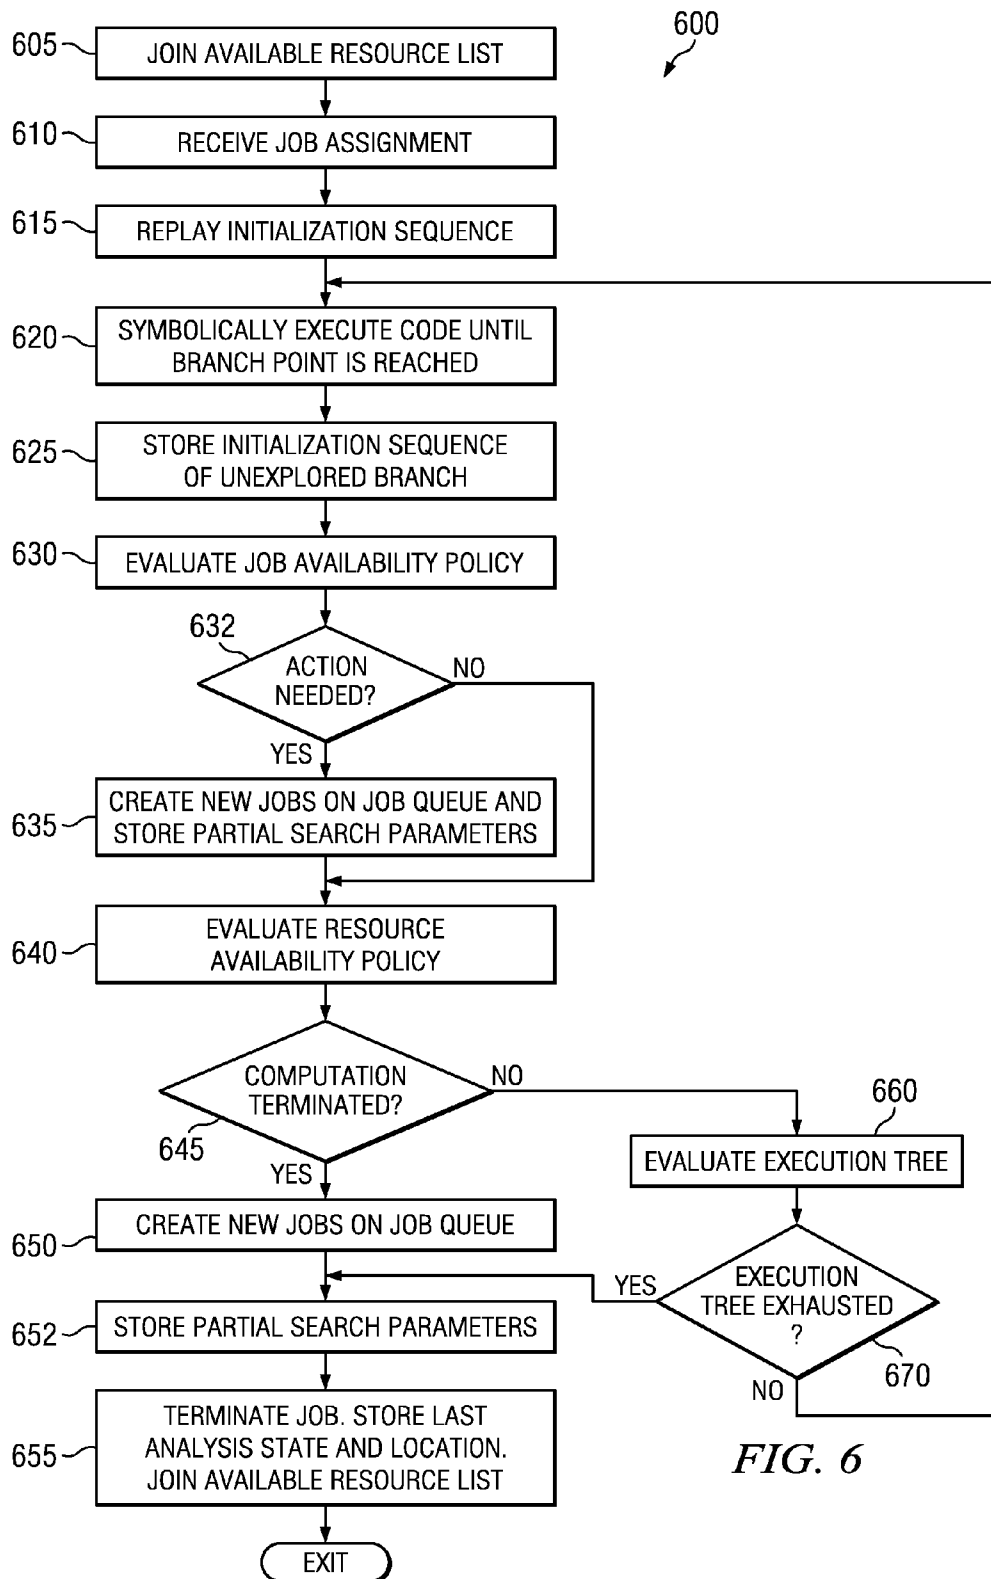 600
605
JOIN AVAILABLE RESOURCE LIST
610
RECEIVE JOB ASSIGNMENT
615
REPLAY INITIALIZATION SEQUENCE
620
SYMBOLICALLY EXECUTE CODE UNTIL
BRANCH POINT IS REACHED
625
STORE INITIALIZATION SEQUENCE
OF UNEXPLORED BRANCH
630
EVALUATE JOB AVAILABILITY POLICY
632
ACTION
NEEDED?
NO
YES
635
CREATE NEW JOBS ON JOB QUEUE AND
STORE PARTIAL SEARCH PARAMETERS
640
EVALUATE RESOURCE
AVAILABILITY POLICY
COMPUTATION
TERMINATED?
645
NO
YES
660
EVALUATE EXECUTION TREE
650
CREATE NEW JOBS ON JOB QUEUE
EXECUTION
TREE EXHAUSTED
?
YES
670
NO
652
STORE PARTIAL SEARCH PARAMETERS
655
TERMINATE JOB. STORE LAST
ANALYSIS STATE AND LOCATION.
JOIN AVAILABLE RESOURCE LIST
FIG. 6
EXIT